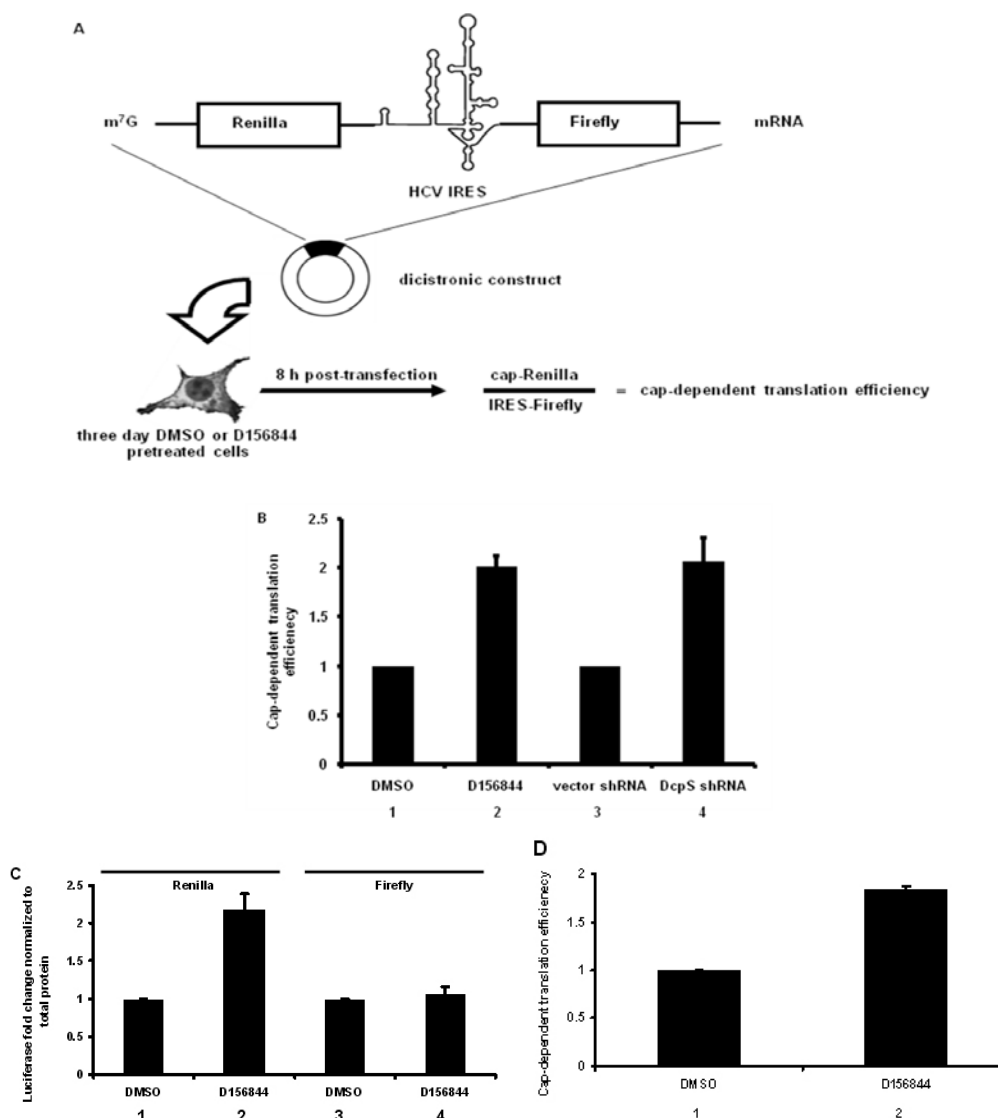 A
m⁷G
Renilla
Firefly
mRNA
HCV IRES
dicistronic construct
8 h post-transfection
cap-Renilla
IRES-Firefly
= cap-dependent translation efficiency
three day DMSO or D156844
pretreated cells
B
Cap-dependent translation
efficienecy
2.5
2
1.5
1
0.5
0
DMSO
D156844
vector shRNA
DcpS shRNA
1
2
3
4
C
Luciferase fold change normalized to
total protein
Renilla
Firefly
2.5
2
1.5
1
0.5
0
DMSO
D156844
DMSO
D156844
1
2
3
4
D
Cap-dependent translation efficienecy
2
1.5
1
0.5
0
DMSO
D156844
1
2